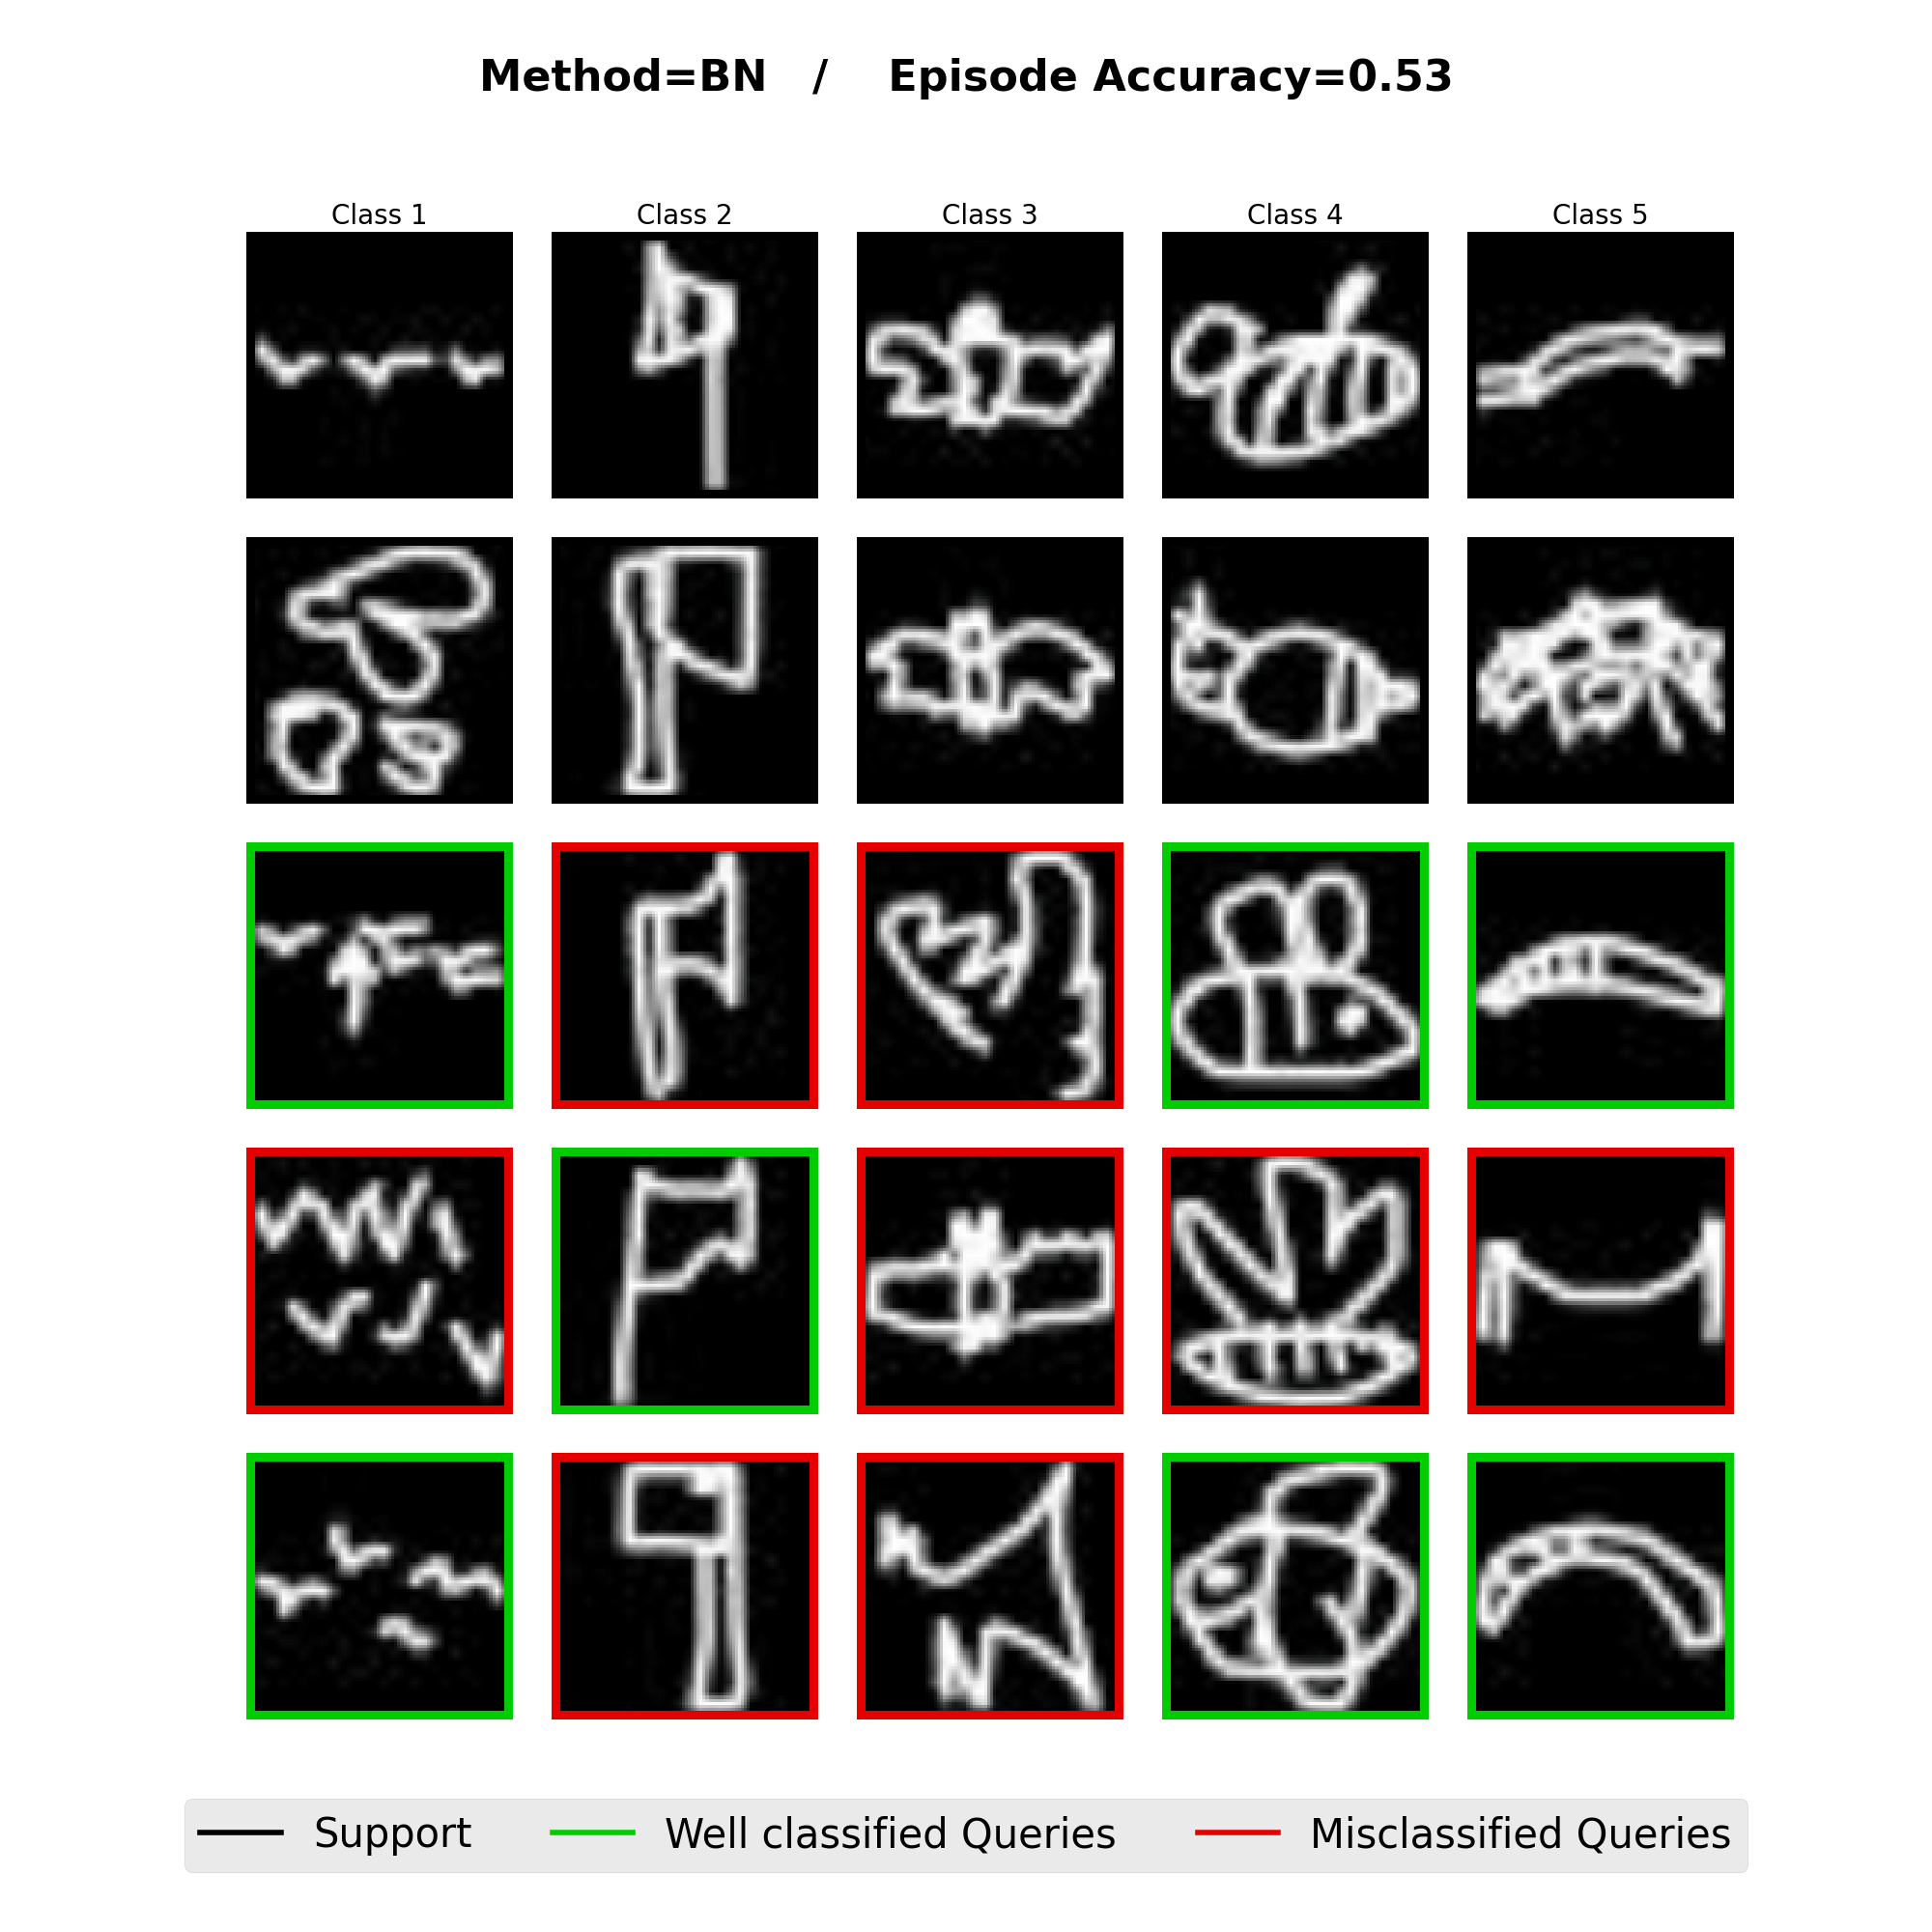 Method=BN / Episode Accuracy=0.53
Class 1 Class 2 Class 3 Class 4 Class 5
Support Well classified Queries Misclassified Queries